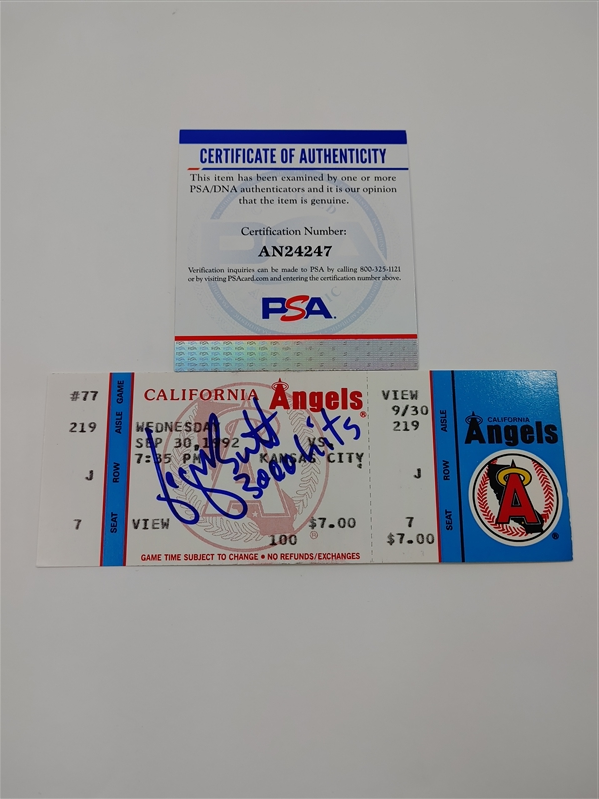 CERTIFICATE OF AUTHENTICITY
This item has been examined by one or more
PSA/DNA authenticators and it is our opinion
that the item is genuine.
Certification Number:
AN24247
Verification inquiries can be made to PSA by calling 800-325-1121
or by visiting PSAcard.com and entering the certification number above.
PSA
#77
219
J
7
GAME
AISLE
ROW
SEAT
CALIFORNIA Angels
WEDNESDAY
SEP 30,1992 VS.
7:35 PM KANSAS CITY
3000 hits
VIEW $7.00
100
GAME TIME SUBJECT TO CHANGE • NO REFUNDS/EXCHANGES
VIEW
9/30
219
J
7
$7.00
AISLE
ROW
SEAT
CALIFORNIA
Angels
A